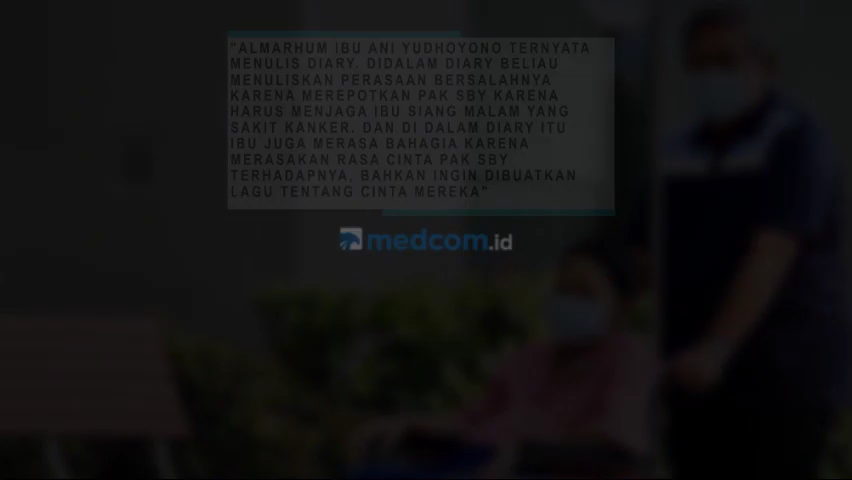 "ALMARHUM IBU ANI YUDHOYONO TERNYATA
MENULIS DIARY. DIDALAM DIARY BELIAU
MENULISKAN PERASAAN BERSALAHNYA
KARENA MEREPOTKAN PAK SBY KARENA
HARUS MENJAGA IBU SIANG MALAM YANG
SAKIT KANKER. DAN DI DALAM DIARY ITU
IBU JUGA MERASA BAHAGIA KARENA
MERASAKAN RASA CINTA PAK SBY
TERHADAPNYA, BAHKAN INGIN DIBUATKAN
LAGU TENTANG CINTA MEREKA"
medcom.id